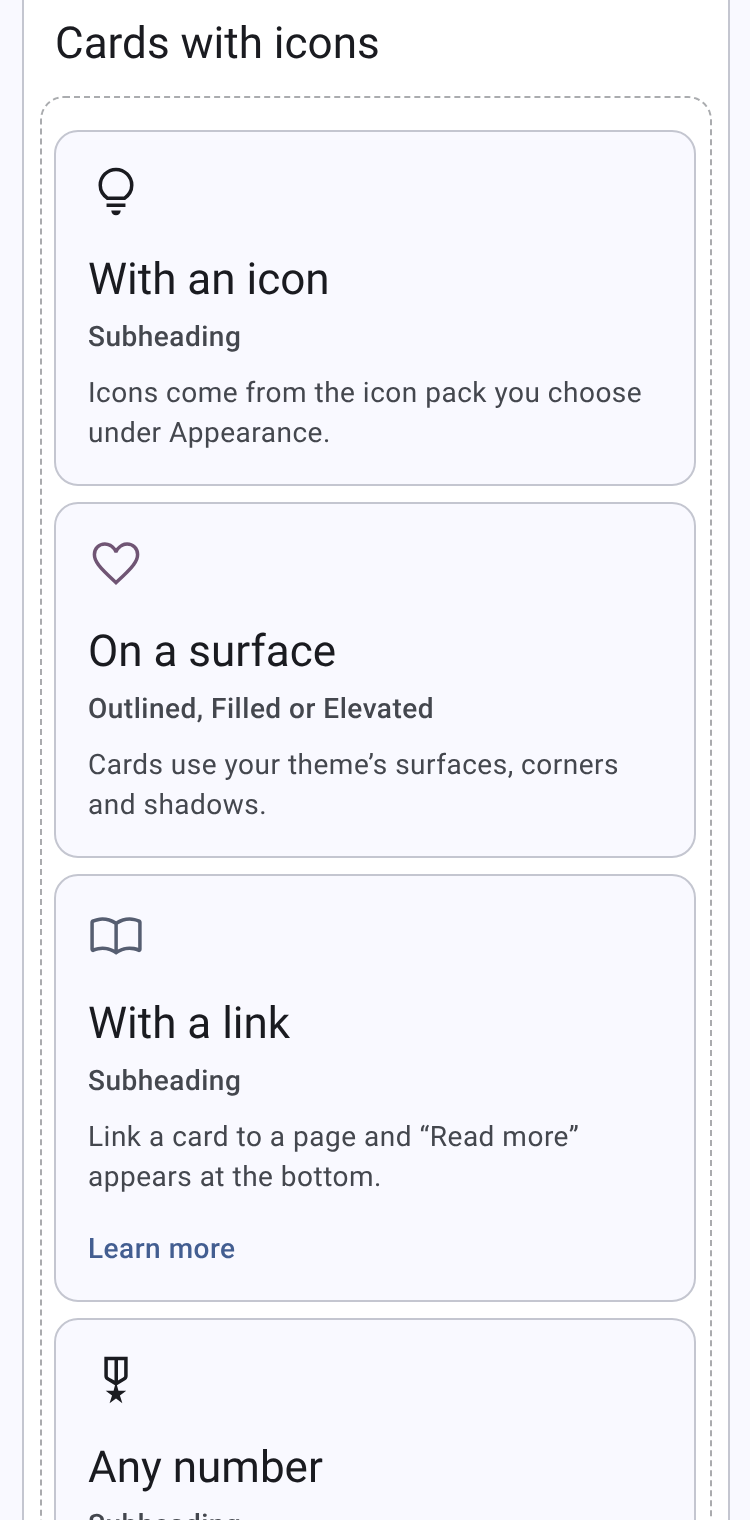 Cards with icons
With an icon
Subheading
Icons come from the icon pack you choose
under Appearance.
On a surface
Outlined, Filled or Elevated
Cards use your theme’s surfaces, corners
and shadows.
With a link
Subheading
Link a card to a page and “Read more”
appears at the bottom.
Learn more
Any number
Subheading